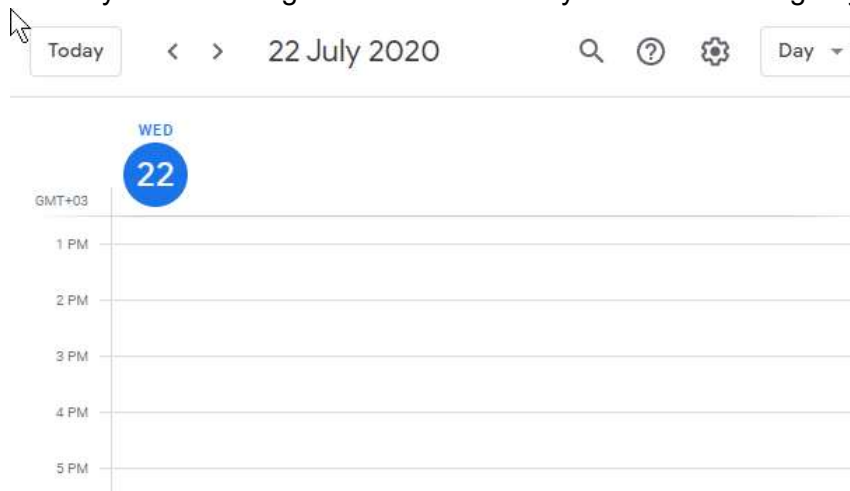 Today < > 22 July 2020 Day
WED
22
GMT+03
1 PM
2 PM
3 PM
4 PM
5 PM